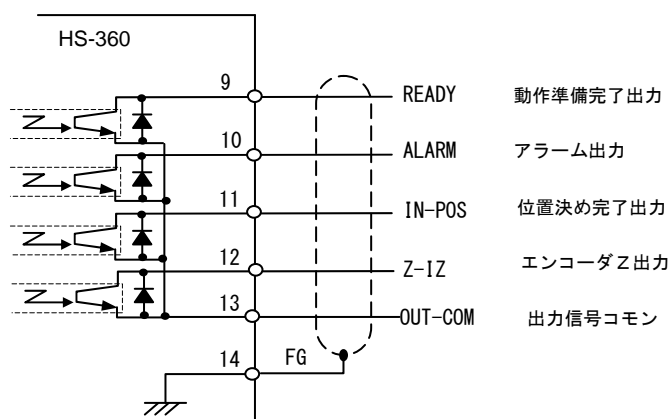 HS-360
9 READY 動作準備完了出力
10 ALARM アラーム出力
11 IN-POS 位置決め完了出力
12 Z-IZ エンコーダZ出力
13 OUT-COM 出力信号コモン
14 FG